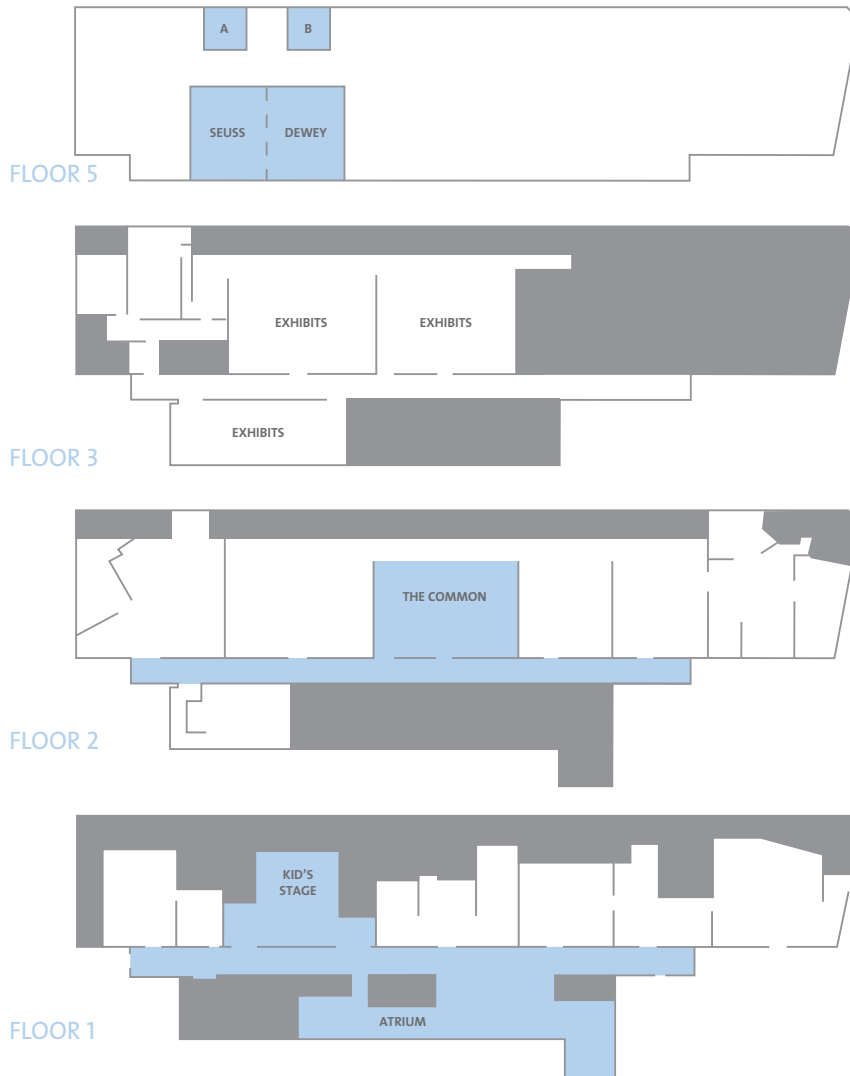 A
B
SEUSS
DEWEY
FLOOR 5
EXHIBITS
EXHIBITS
EXHIBITS
FLOOR 3
THE COMMON
FLOOR 2
KID'S
STAGE
ATRIUM
FLOOR 1